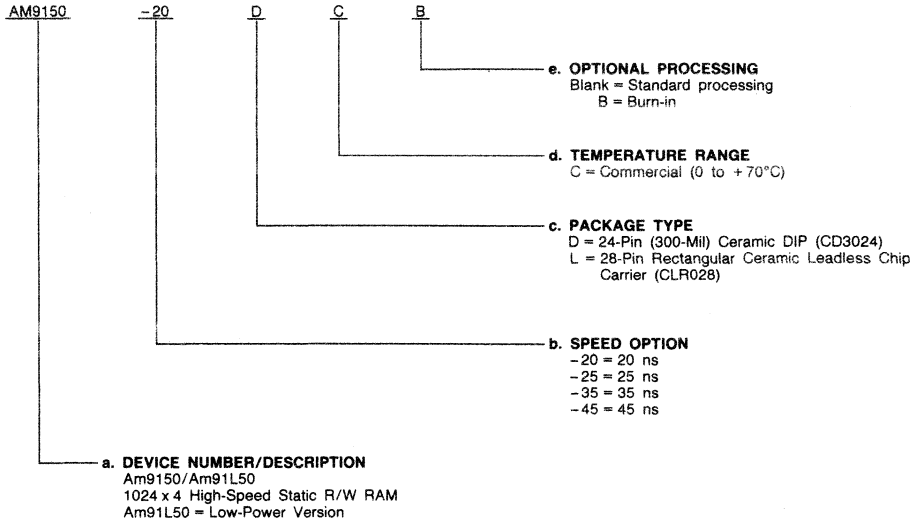 AM9150 -20 D C B
e. OPTIONAL PROCESSING
Blank = Standard processing
B = Burn-in
d. TEMPERATURE RANGE
C = Commercial (0 to +70°C)
c. PACKAGE TYPE
D = 24-Pin (300-Mil) Ceramic DIP (CD3024)
L = 28-Pin Rectangular Ceramic Leadless Chip
Carrier (CLR028)
b. SPEED OPTION
-20 = 20 ns
-25 = 25 ns
-35 = 35 ns
-45 = 45 ns
a. DEVICE NUMBER/DESCRIPTION
Am9150/Am91L50
1024 x 4 High-Speed Static R/W RAM
Am91L50 = Low-Power Version